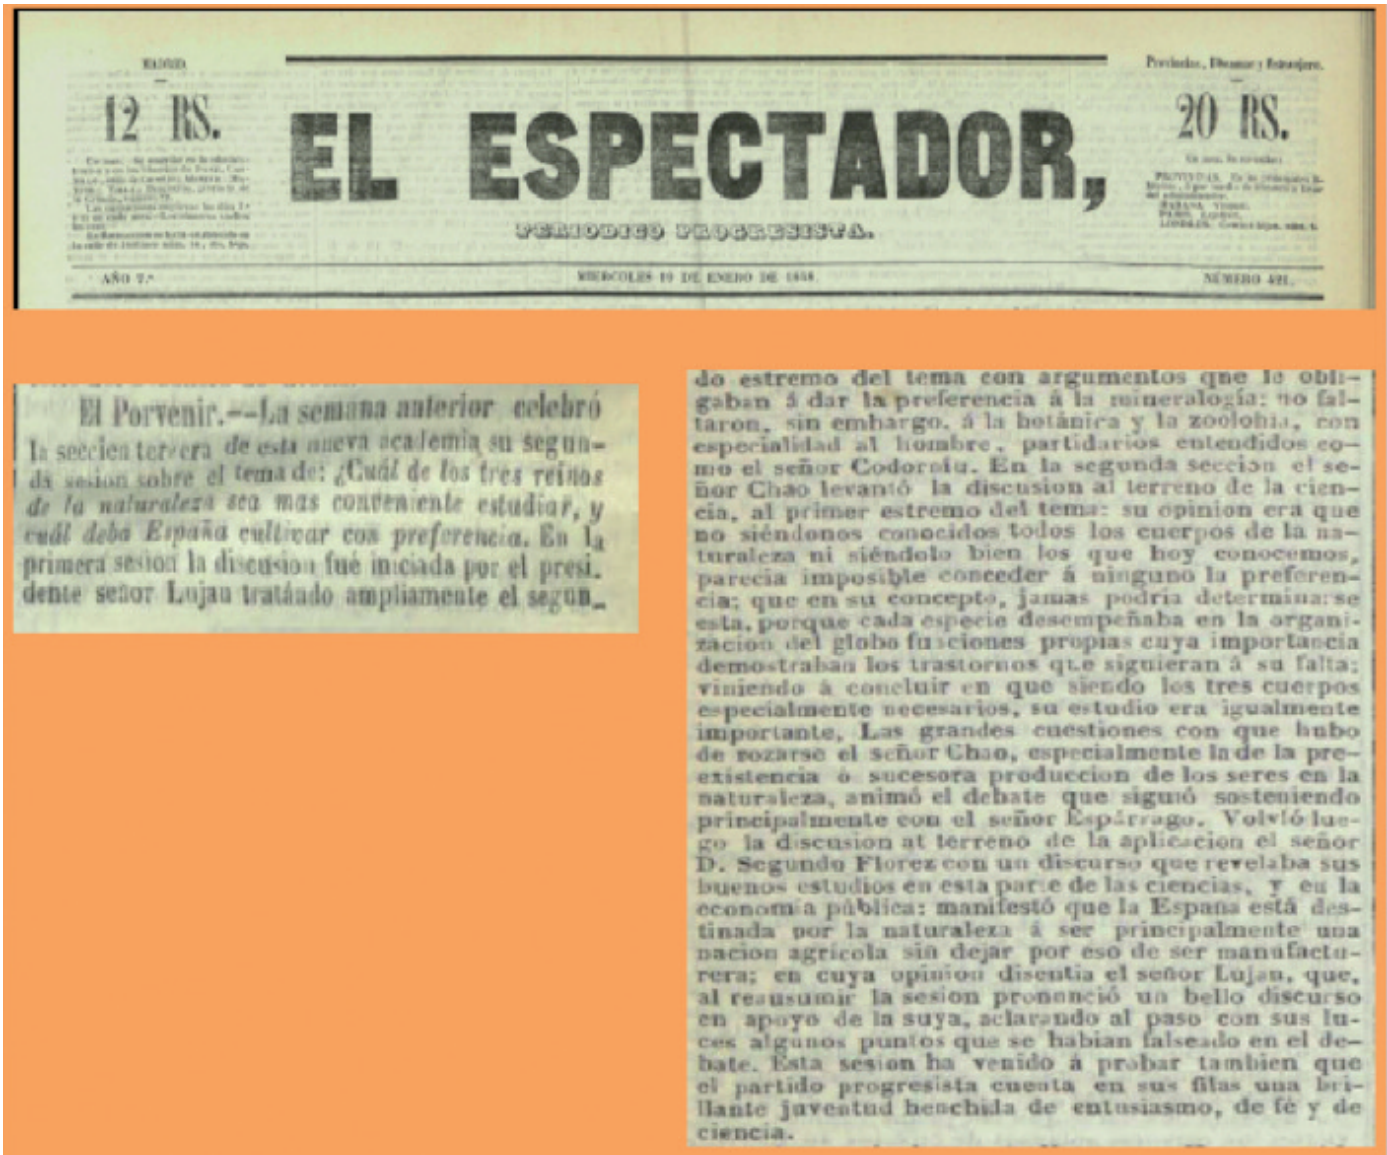 MADRID
12 RS.
Provincias, Ultramar y Estranjero.
20 RS.
EL ESPECTADOR,
PERIODICO PROGRESISTA.
AÑO 7.º
MIERCOLES 19 DE ENERO DE
NÚMERO 421.
El Porvenir.--La semana anterior celebró
la seccion tercera de esta nueva academia su segun-
da sesion sobre el tema de: ¿Cuál de los tres reinos
de la naturaleza sea mas conveniente estudiar, y
cuál deba España cultivar con preferencia. En la
primera sesion la discusion fué iniciada por el presi.
dente señor Lujan tratándo ampliamente el segun-
do estremo del tema con argumentos que le obli-
gaban á dar la preferencia á la mineralogía: no fal-
taron, sin embargo, á la botánica y la zoolohia, con
especialidad al hombre, partidarios entendidos co-
mo el señor Codorniu. En la segunda seccion el se-
ñor Chao levantó la discusion al terreno de la cien-
cia, al primer estremo del tema: su opinion era que
no siéndonos conocidos todos los cuerpos de la na-
turaleza ni siéndolo bien los que hoy conocemos,
parecia imposible conceder á ninguno la preferen-
cia; que en su concepto, jamas podria determinarse
esta, porque cada especie desempeñaba en la organi-
zacion del globo funciones propias cuya importancia
demostraban los trastornos que siguieran á su falta;
viniendo á concluir en que siendo los tres cuerpos
especialmente necesarios, su estudio era igualmente
importante, Las grandes cuestiones con que hubo
de rozarse el señor Chao, especialmente la de la pre-
existencia ó sucesora produccion de los seres en la
naturaleza, animó el debate que siguió sosteniendo
principalmente con el señor Espárrago. Volvió lue-
go la discusion at terreno de la aplicacion el señor
D. Segundo Florez con un discurso que revelaba sus
buenos estudios en esta parte de las ciencias, y en la
economía pública: manifestó que la España está des-
tinada por la naturaleza á ser principalmente una
nacion agrícola sin dejar por eso de ser manufactu-
rera; en cuya opinion disentia el señor Lujan, que,
al reasusumir la sesion pronunció un bello discurso
en apoyo de la suya, aclarando al paso con sus lu-
ces algunos puntos que se habian falseado en el de-
bate. Esta sesion ha venido á probar tambien que
el partido progresista cuenta en sus filas una bri-
llante juventud henchida de entusiasmo, de fé y de
ciencia.